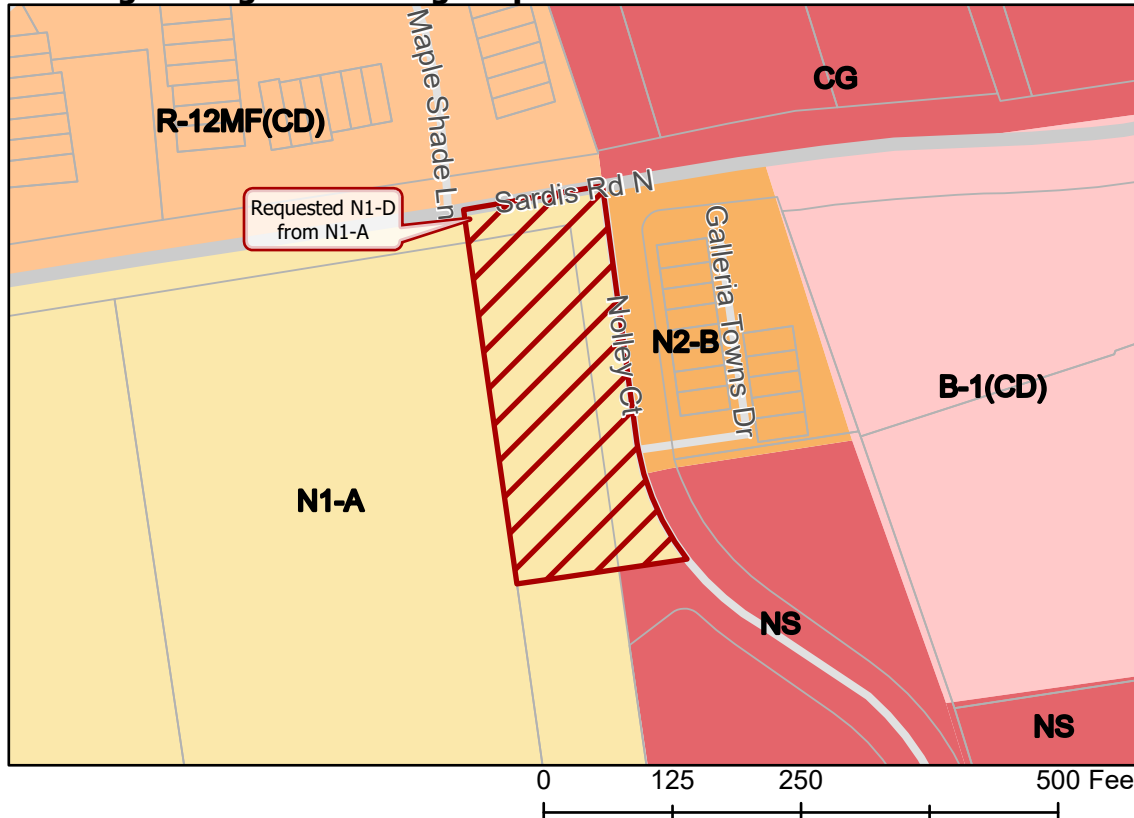 Maple Shade Ln
CG
R-12MF(CD)
Sardis Rd N
Requested N1-D
from N1-A
Galleria Towns Dr
Nolley Ct
N2-B
B-1(CD)
N1-A
NS
NS
0 125 250 500 Fee